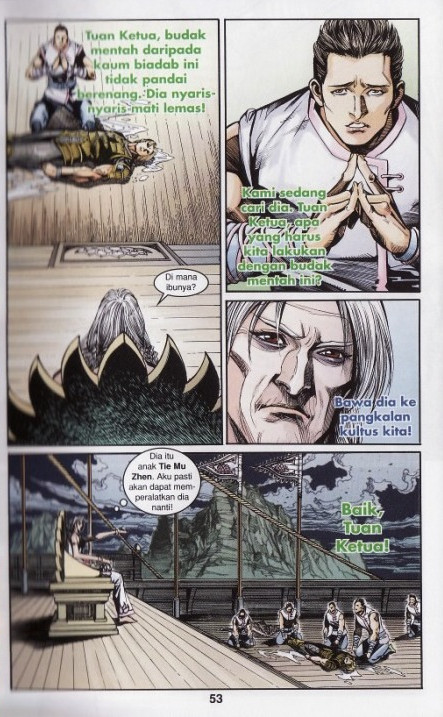 Tuan Ketua, budak
mentah daripada
kaum biadab ini
tidak pandai
berenang. Dia nyaris-
nyaris mati lemas!
Kami sedang
cari dia. Tuan
Ketua, apa
yang harus
kita lakukan
dengan budak
mentah ini?
Di mana
ibunya?
Bawa dia ke
pangkalan
kultus kita!
Dia itu
anak Tie Mu
Zhen. Aku pasti
akan dapat mem-
peralatkan dia
nanti!
Baik,
Tuan
Ketua!
53